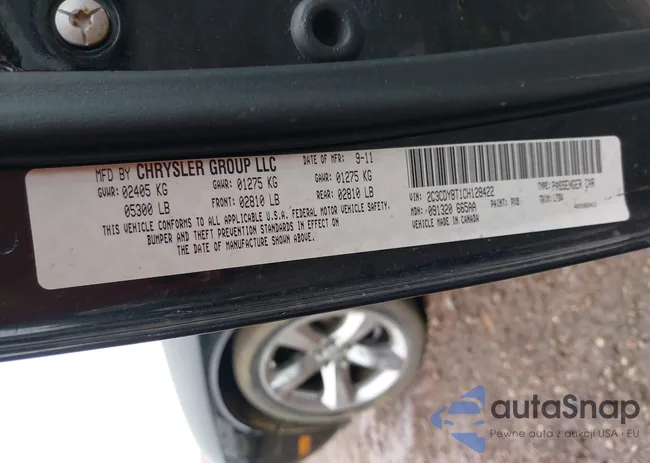 MFD BY CHRYSLER GROUP LLC DATE OF MFR: 9-11
GVWR: 02405 KG GAWR: 01275 KG GAWR: 01275 KG
05300 LB FRONT: 02810 LB REAR: 02810 LB
THIS VEHICLE CONFORMS TO ALL APPLICABLE U.S.A. FEDERAL MOTOR VEHICLE SAFETY,
BUMPER AND THEFT PREVENTION STANDARDS IN EFFECT ON
THE DATE OF MANUFACTURE SHOWN ABOVE.
VIN: 2C3CDYBT1CH128422 TYPE: PASSENGER CAR
MDH: 091320 665AA PAINT: PXB TRIM:
VEHICLE MADE IN CANADA
autaSnap
Pewne auta z aukcji USA i EU